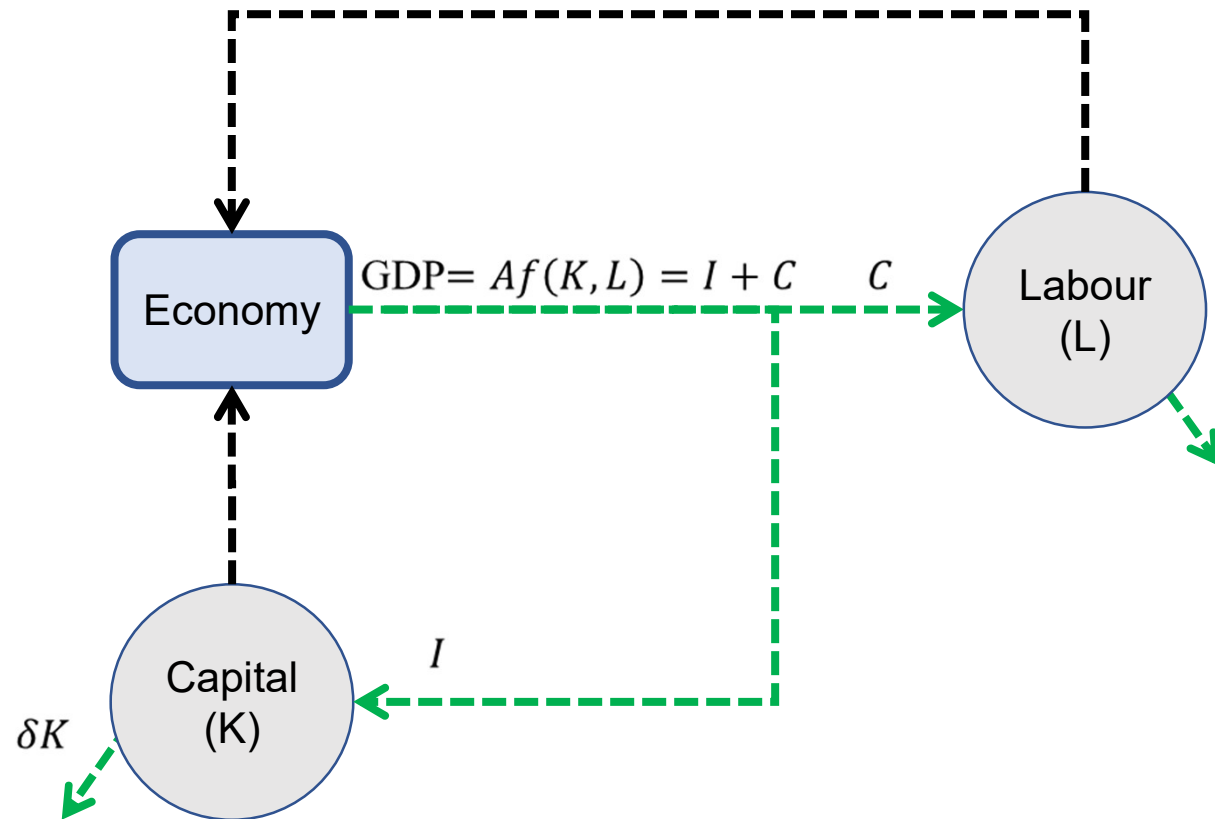 GDP= Af(K, L) = I + C
C
Economy
Labour
(L)
I
Capital
(K)
δK